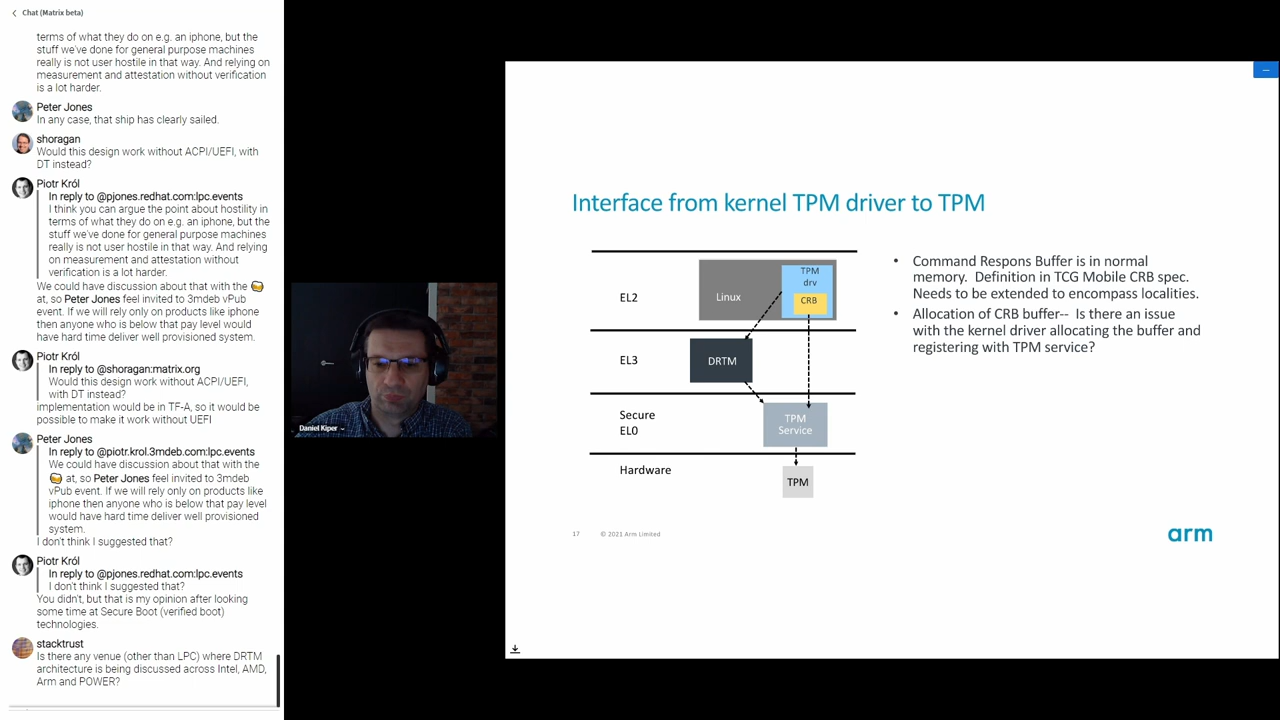 Chat (Matrix beta)
terms of what they do on e.g. an iphone, but the
stuff we've done for general purpose machines
really is not user hostile in that way. And relying
on measurement and attestation without verification
is a lot harder.
Peter Jones
In any case, that ship has clearly sailed.
shoragan
Would this design work without ACPI/UEFI, with
DT instead?
Piotr Król
In reply to @pjones.redhat.com:lpc.events
I think you can argue the point about hostility in
terms of what they do on e.g. an iphone, but the
stuff we've done for general purpose machines
really is not user hostile in that way. And relying
on measurement and attestation without
verification is a lot harder.
We could have discussion about that with the
at, so Peter Jones feel invited to 3mdeb vPub
event. If we will rely only on products like iphone
then anyone who is below that pay level would
have hard time deliver well provisioned system.
Piotr Król
In reply to @shoragan:matrix.org
Would this design work without ACPI/UEFI,
with DT instead?
implementation would be in TF-A, so it would be
possible to make it work without UEFI
Peter Jones
In reply to @piotr.krol.3mdeb.com:lpc.events
We could have discussion about that with the
at, so Peter Jones feel invited to 3mdeb
vPub event. If we will rely only on products like
iphone then anyone who is below that pay level
would have hard time deliver well provisioned
system.
I don't think I suggested that?
Piotr Król
In reply to @pjones.redhat.com:lpc.events
I don't think I suggested that?
You didn't, but that is my opinion after looking
some time at Secure Boot (verified boot)
technologies.
stacktrust
Is there any venue (other than LPC) where DRTM
architecture is being discussed across Intel, AMD,
Arm and POWER?
Daniel Kiper
Interface from kernel TPM driver to TPM
EL2
Linux
TPM
drv
CRB
EL3
DRTM
Secure
EL0
TPM
Service
Hardware
TPM
• Command Respons Buffer is in normal
memory. Definition in TCG Mobile CRB spec.
Needs to be extended to encompass localities.
• Allocation of CRB buffer-- Is there an issue
with the kernel driver allocating the buffer and
registering with TPM service?
17 © 2021 Arm Limited
arm